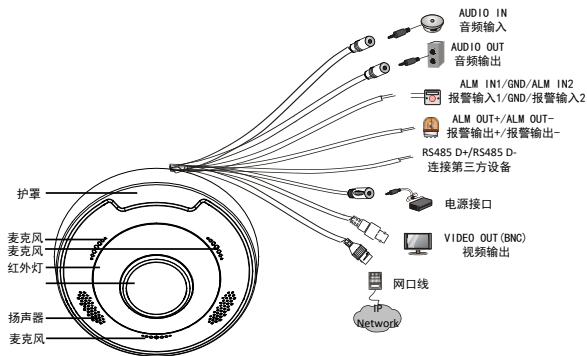 AUDIO IN
音频输入
AUDIO OUT
音频输出
ALM IN1/GND/ALM IN2
报警输入1/GND/报警输入2
ALM OUT+/ALM OUT-
报警输出+/报警输出-
RS485 D+/RS485 D-
连接第三方设备
电源接口
VIDEO OUT(BNC)
视频输出
网口线
IP
Network
护罩
麦克风
麦克风
红外灯
扬声器
麦克风